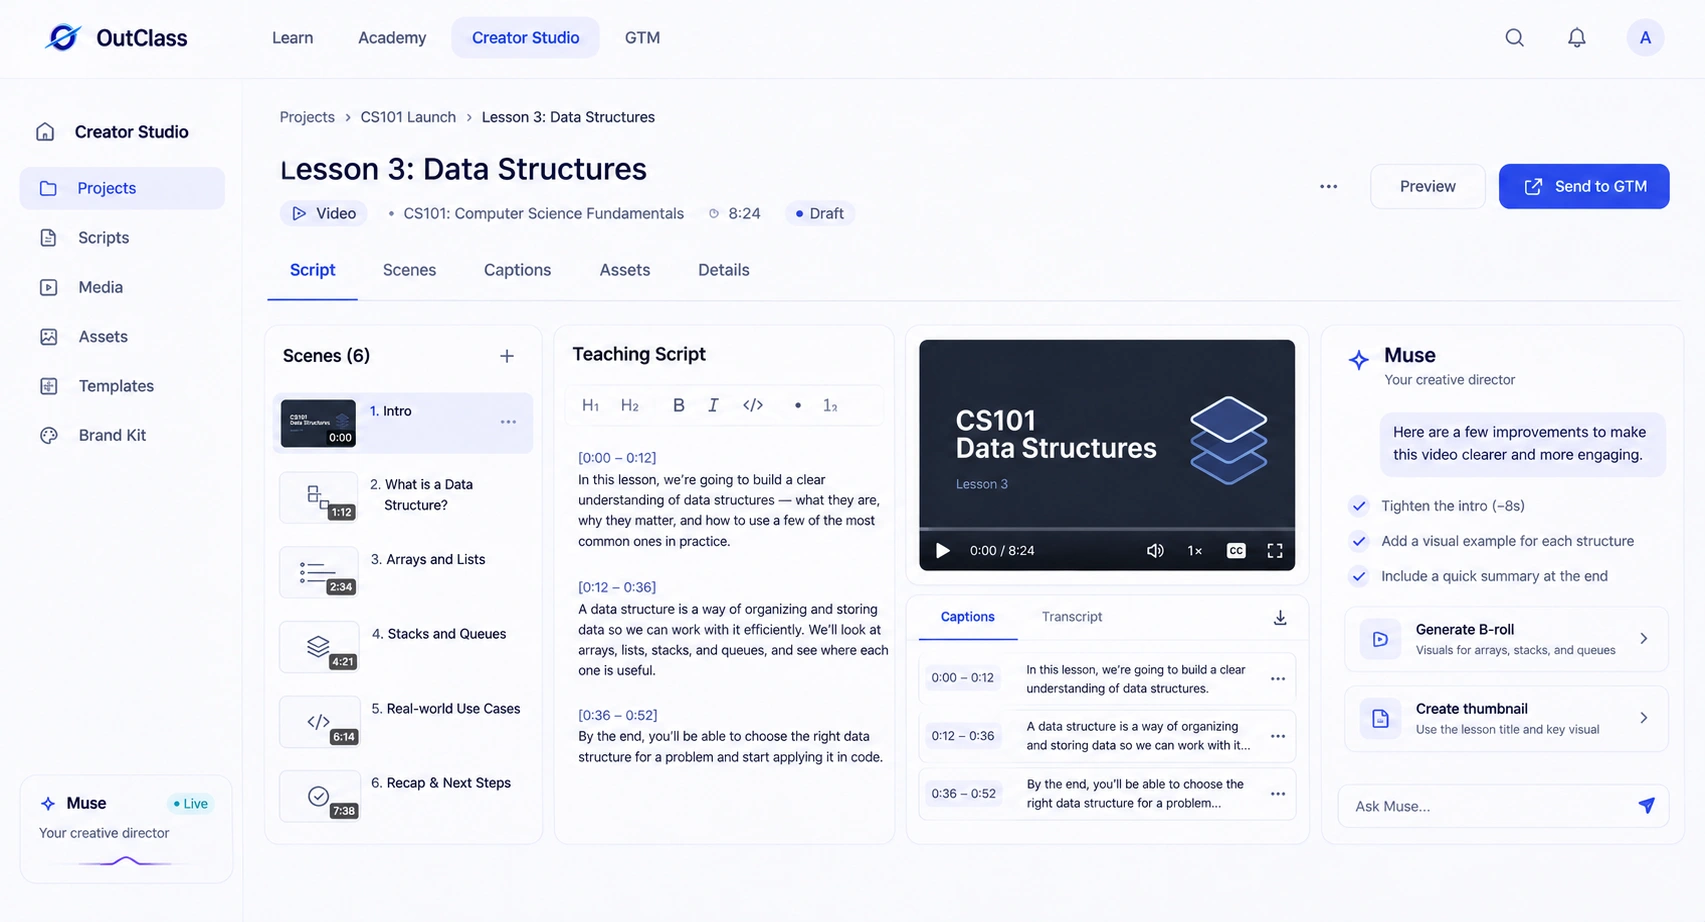 OutClass
Learn
Academy
Creator Studio
GTM
A
Creator Studio
Projects
Scripts
Media
Assets
Templates
Brand Kit
Muse
Live
Your creative director
Projects > CS101 Launch > Lesson 3: Data Structures
Lesson 3: Data Structures
Video
• CS101: Computer Science Fundamentals
8:24
Draft
Preview
Send to GTM
Script
Scenes
Captions
Assets
Details
Scenes (6)
CS101
Data Structures
0:00
1. Intro
1:12
2. What is a Data
Structure?
2:34
3. Arrays and Lists
4:21
4. Stacks and Queues
6:14
5. Real-world Use Cases
7:38
6. Recap & Next Steps
Teaching Script
H1 H2 B I </> • 12
[0:00 – 0:12]
In this lesson, we're going to build a clear
understanding of data structures — what they are,
why they matter, and how to use a few of the most
common ones in practice.
[0:12 – 0:36]
A data structure is a way of organizing and storing
data so we can work with it efficiently. We'll look at
arrays, lists, stacks, and queues, and see where each
one is useful.
[0:36 – 0:52]
By the end, you'll be able to choose the right data
structure for a problem and start applying it in code.
CS101
Data Structures
Lesson 3
0:00 / 8:24
1×
CC
Captions
Transcript
0:00 – 0:12
In this lesson, we're going to build a clear
understanding of data structures.
0:12 – 0:36
A data structure is a way of organizing
and storing data so we can work with it...
0:36 – 0:52
By the end, you'll be able to choose the
right data structure for a problem...
Muse
Your creative director
Here are a few improvements to make
this video clearer and more engaging.
Tighten the intro (–8s)
Add a visual example for each structure
Include a quick summary at the end
Generate B-roll
Visuals for arrays, stacks, and queues
Create thumbnail
Use the lesson title and key visual
Ask Muse...